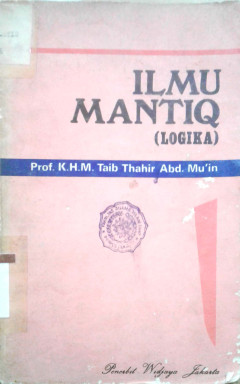 ILMU
MANTIQ
(LOGIKA)
Prof. K.H.M. Taib Thahir Abd. Mu'in
Penerbit Widjaya Jakarta